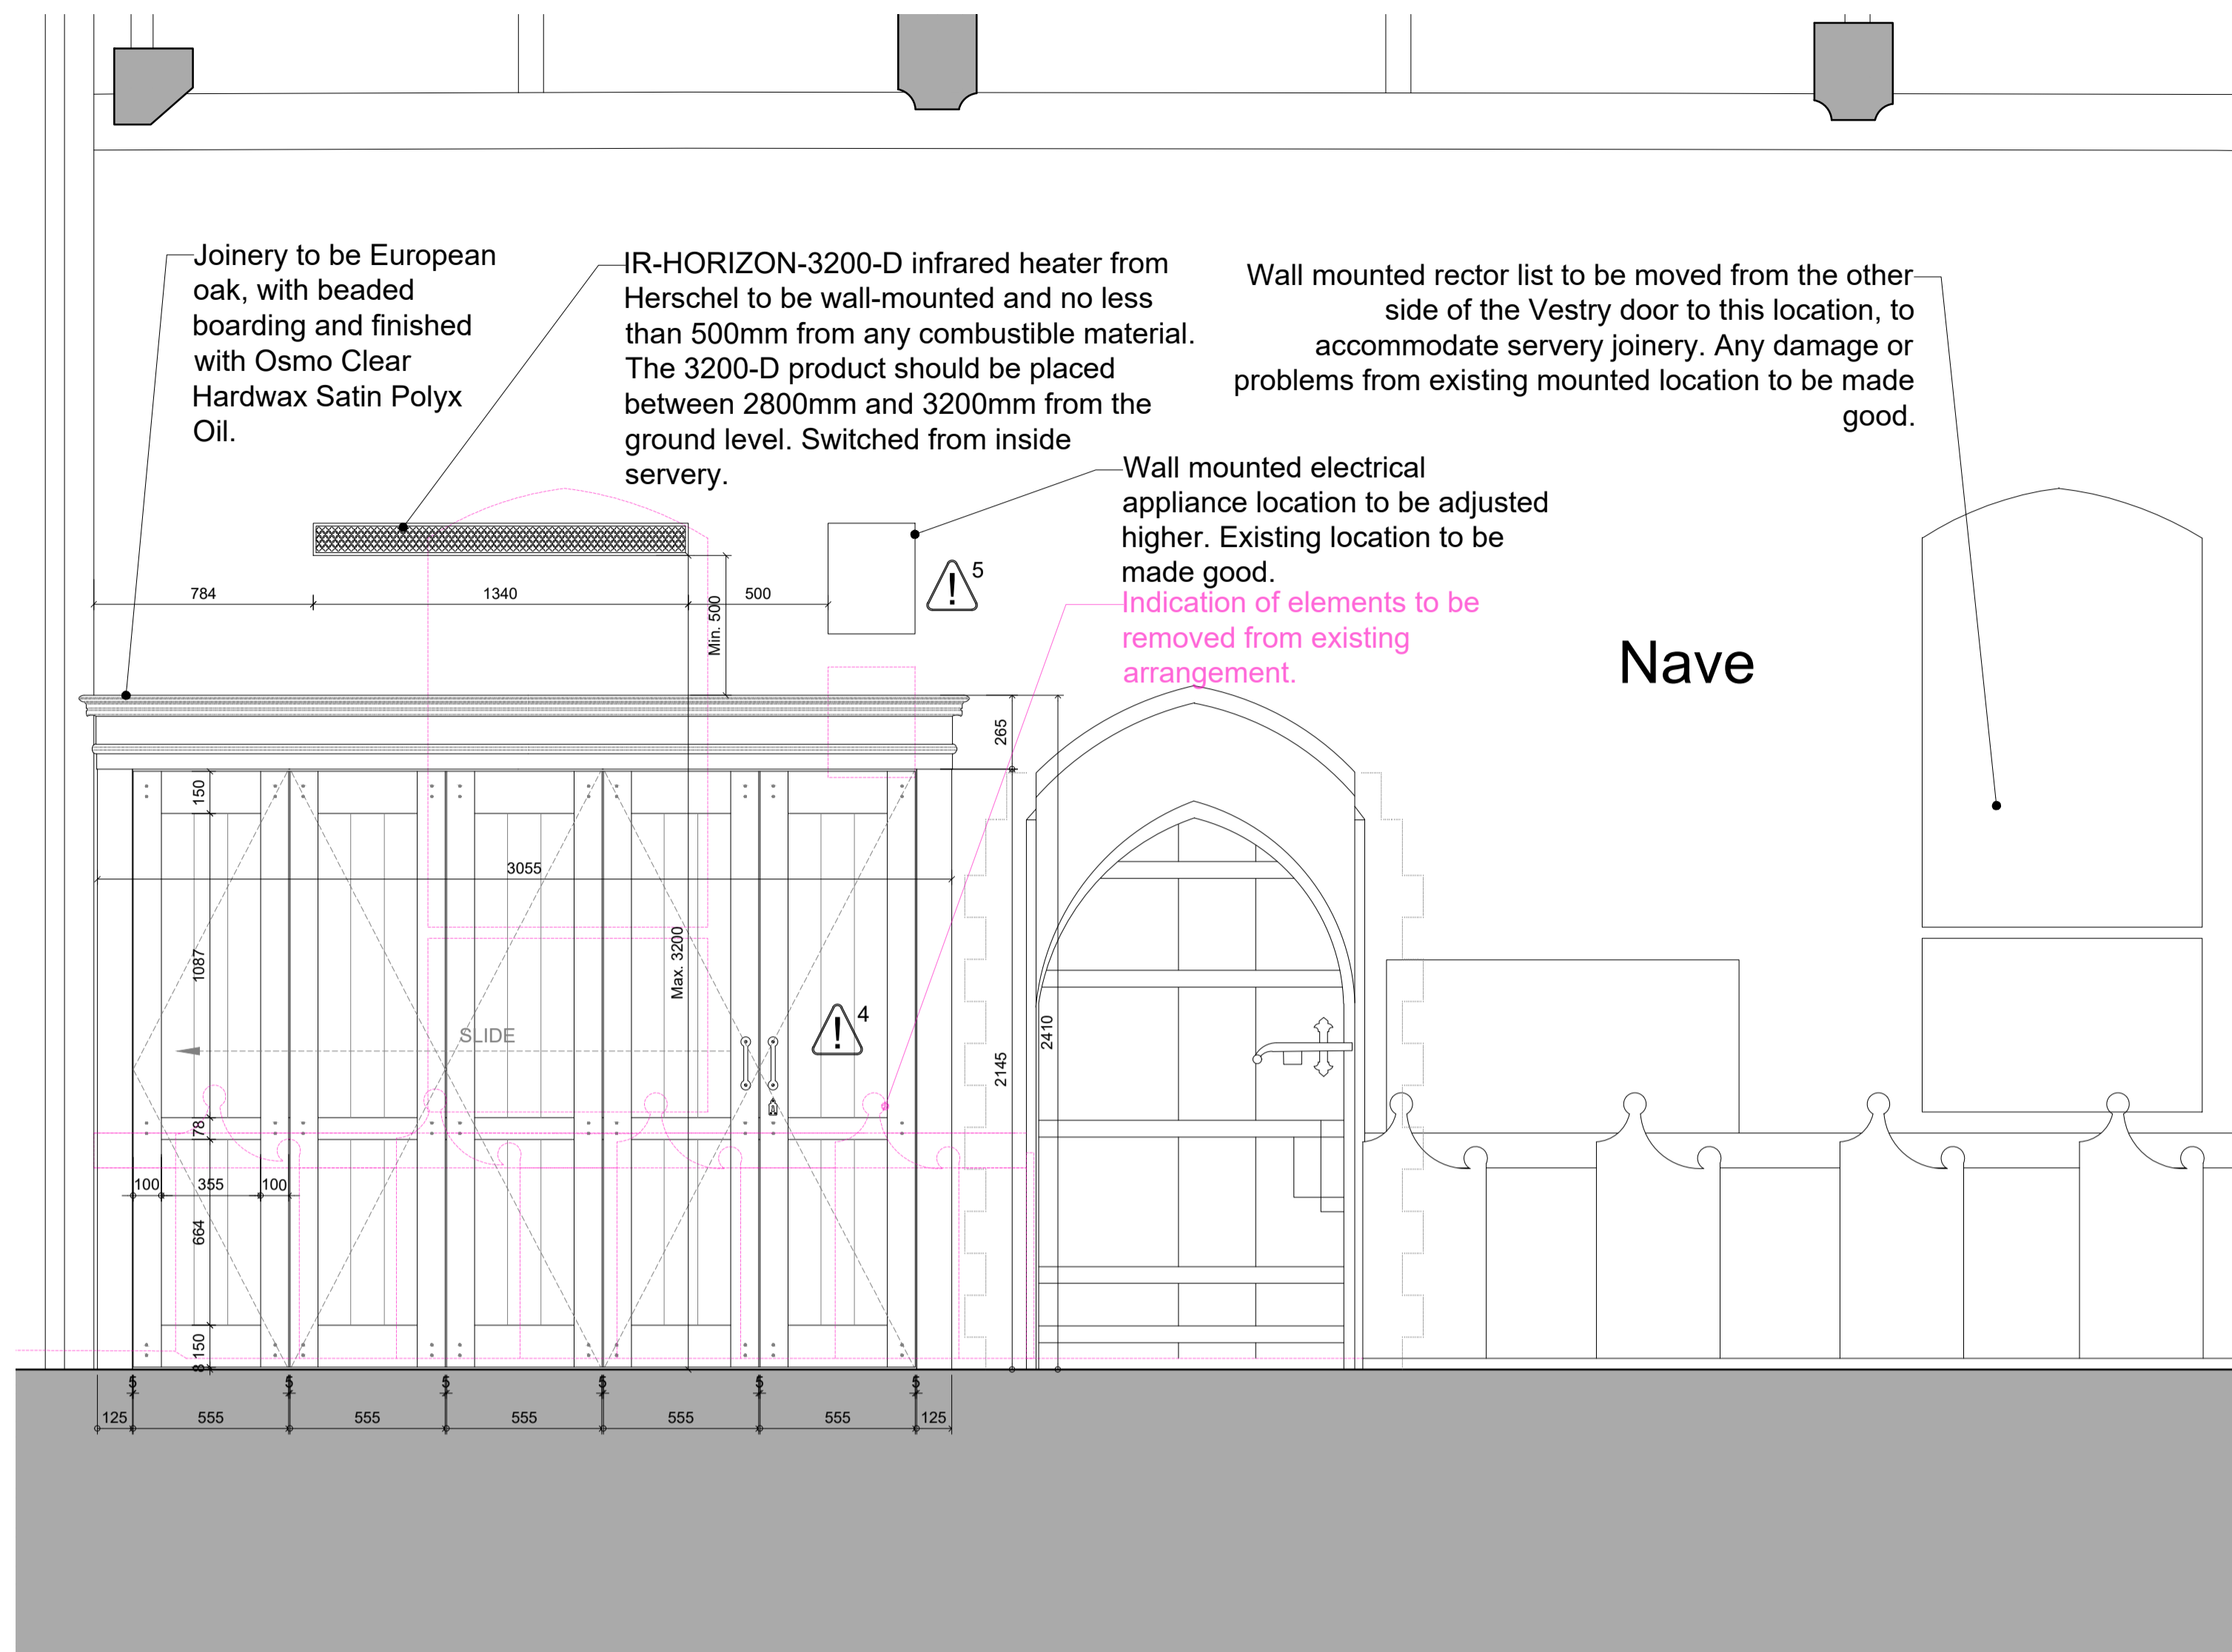 Joinery to be European
oak, with beaded
boarding and finished
with Osmo Clear
Hardwax Satin Polyx
Oil.
IR-HORIZON-3200-D infrared heater from
Herschel to be wall-mounted and no less
than 500mm from any combustible material.
The 3200-D product should be placed
between 2800mm and 3200mm from the
ground level. Switched from inside
servery.
Wall mounted rector list to be moved from the other
side of the Vestry door to this location, to
accommodate servery joinery. Any damage or
problems from existing mounted location to be made
good.
Wall mounted electrical
appliance location to be adjusted
higher. Existing location to be
made good.
Indication of elements to be
removed from existing
arrangement.
Nave
784
1340
500
Min. 500
! 5
265
150
3055
1087
Max. 3200
SLIDE
! 4
2410
2145
78
100
355
100
664
150
8
5
5
5
5
5
5
125
555
555
555
555
555
125